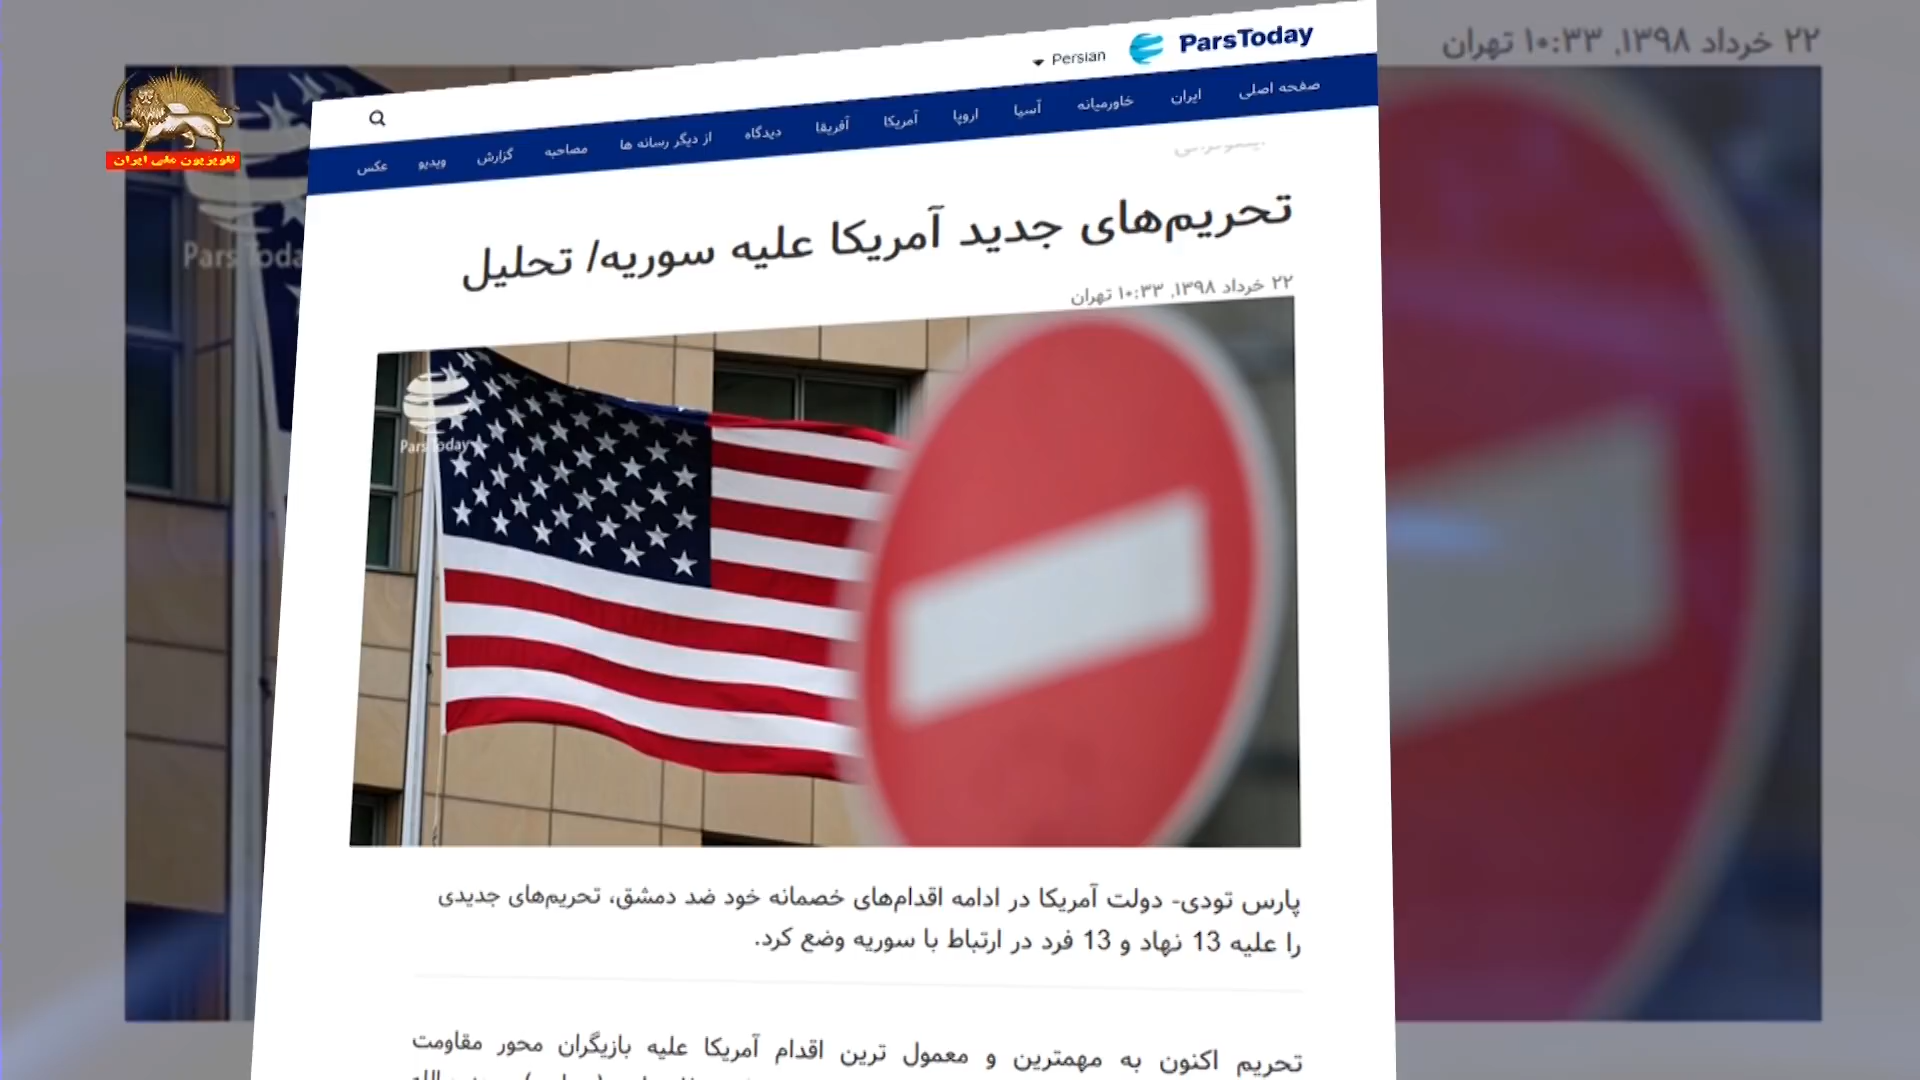 ۲۲ خرداد ۱۳۹۸, ۱۰:۳۳ تهران
تلویزیون ملی ایران
ParsToday
Persian
صفحه اصلی ایران خاورمیانه آسیا اروپا آمریکا آفریقا دیدگاه از دیگر رسانه ها مصاحبه گزارش ویدیو عکس
تحریم‌های جدید آمریکا علیه سوریه/ تحلیل
۲۲ خرداد ۱۳۹۸, ۱۰:۳۳ تهران
Pars Today
ParsToday
پارس تودی- دولت آمریکا در ادامه اقدام‌های خصمانه خود ضد دمشق، تحریم‌های جدیدی
را علیه 13 نهاد و 13 فرد در ارتباط با سوریه وضع کرد.
تحریم اکنون به مهمترین و معمول ترین اقدام آمریکا علیه بازیگران محور مقاومت